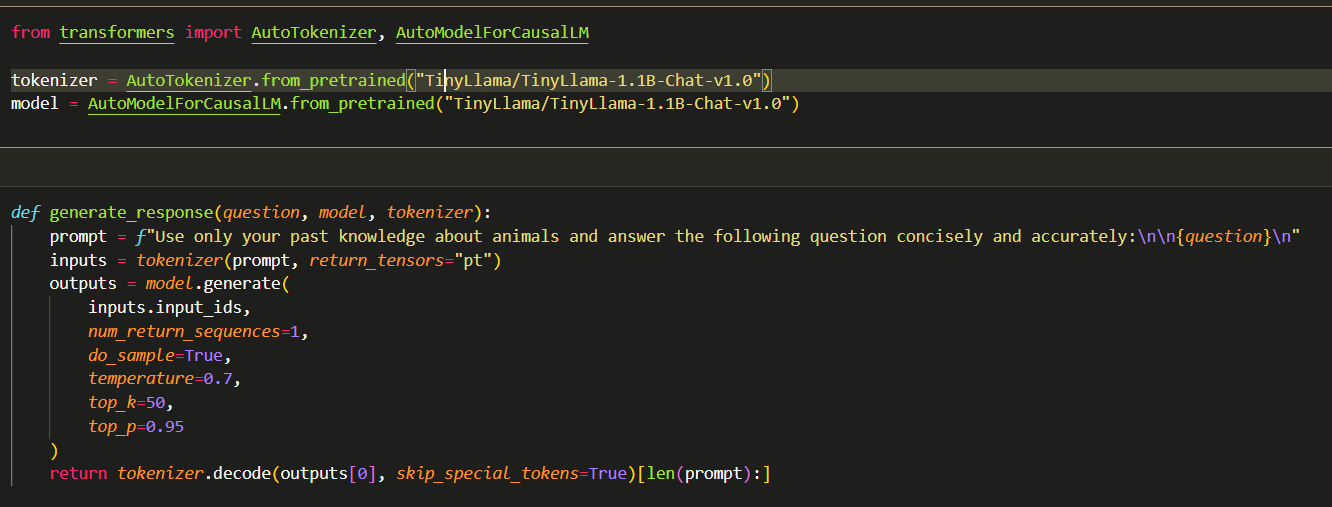 from transformers import AutoTokenizer, AutoModelForCausalLM
tokenizer = AutoTokenizer.from_pretrained("TinyLlama/TinyLlama-1.1B-Chat-v1.0")
model = AutoModelForCausalLM.from_pretrained("TinyLlama/TinyLlama-1.1B-Chat-v1.0")
def generate_response(question, model, tokenizer):
    prompt = f"Use only your past knowledge about animals and answer the following question concisely and accurately:\n\n{question}\n"
    inputs = tokenizer(prompt, return_tensors="pt")
    outputs = model.generate(
        inputs.input_ids,
        num_return_sequences=1,
        do_sample=True,
        temperature=0.7,
        top_k=50,
        top_p=0.95
    )
    return tokenizer.decode(outputs[0], skip_special_tokens=True)[len(prompt):]